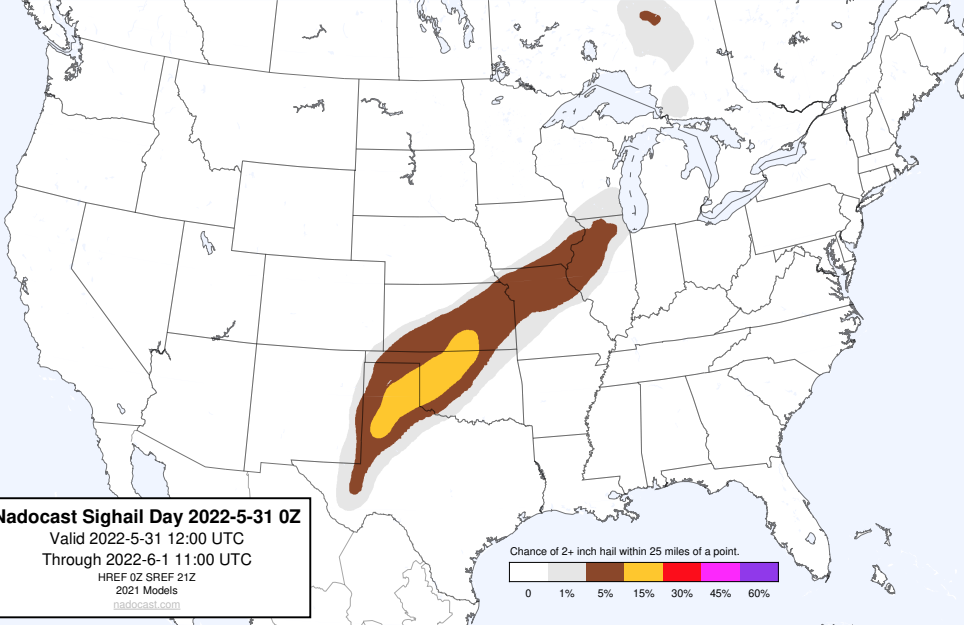 Nadocast Sighail Day 2022-5-31 0Z
Valid 2022-5-31 12:00 UTC
Through 2022-6-1 11:00 UTC
HREF 0Z SREF 21Z
2021 Models
nadocast.com
Chance of 2+ inch hail within 25 miles of a point.
0 1% 5% 15% 30% 45% 60%